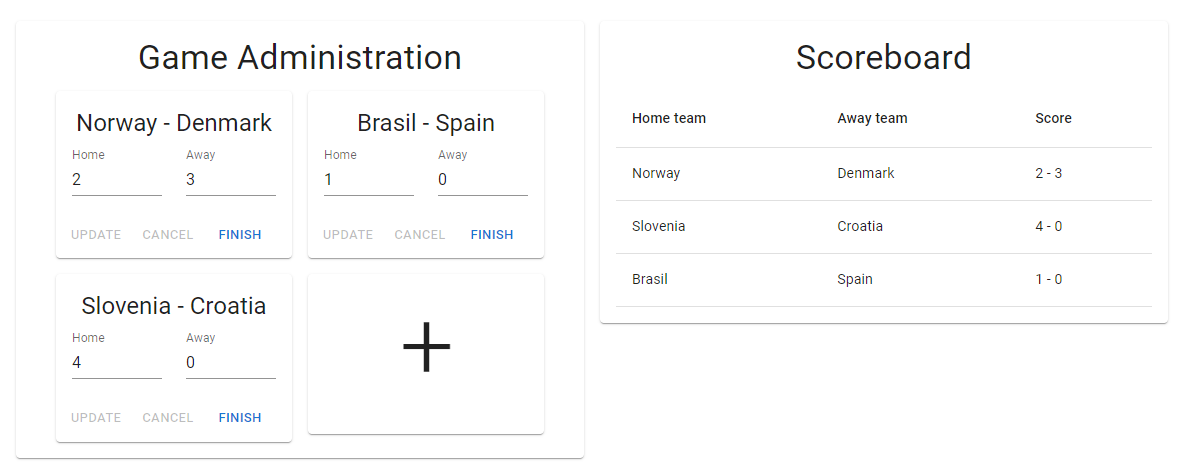 Game Administration
Norway - Denmark
Home Away
2 3
UPDATE CANCEL FINISH
Brasil - Spain
Home Away
1 0
UPDATE CANCEL FINISH
Slovenia - Croatia
Home Away
4 0
UPDATE CANCEL FINISH
Scoreboard
Home team Away team Score
Norway Denmark 2 - 3
Slovenia Croatia 4 - 0
Brasil Spain 1 - 0